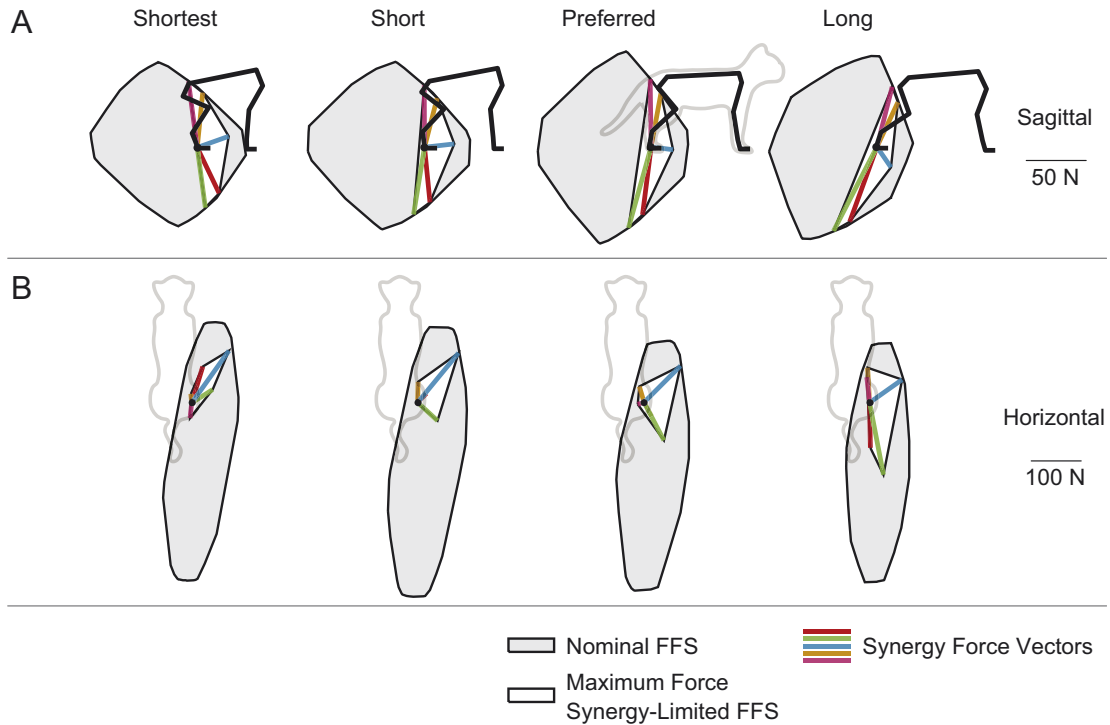 A
Shortest
Short
Preferred
Long
Sagittal
50 N
B
Horizontal
100 N
Nominal FFS
Synergy Force Vectors
Maximum Force
Synergy-Limited FFS